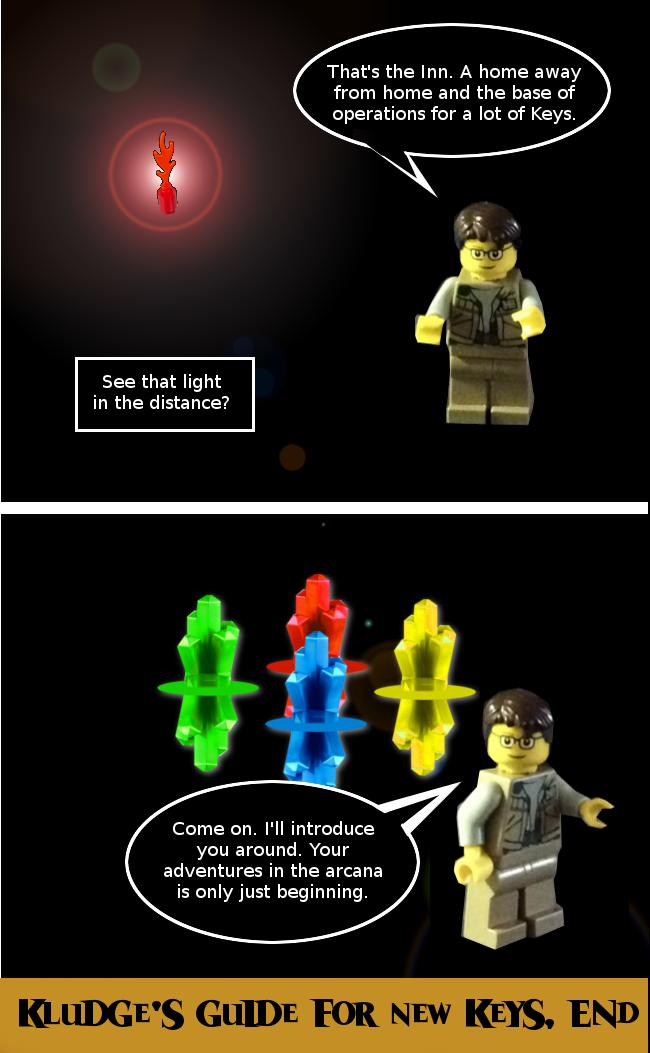 That's the Inn. A home away
from home and the base of
operations for a lot of Keys.
See that light
in the distance?
Come on. I'll introduce
you around. Your
adventures in the arcana
is only just beginning.
KLUDGE'S GUIDE FOR NEW KEYS, END